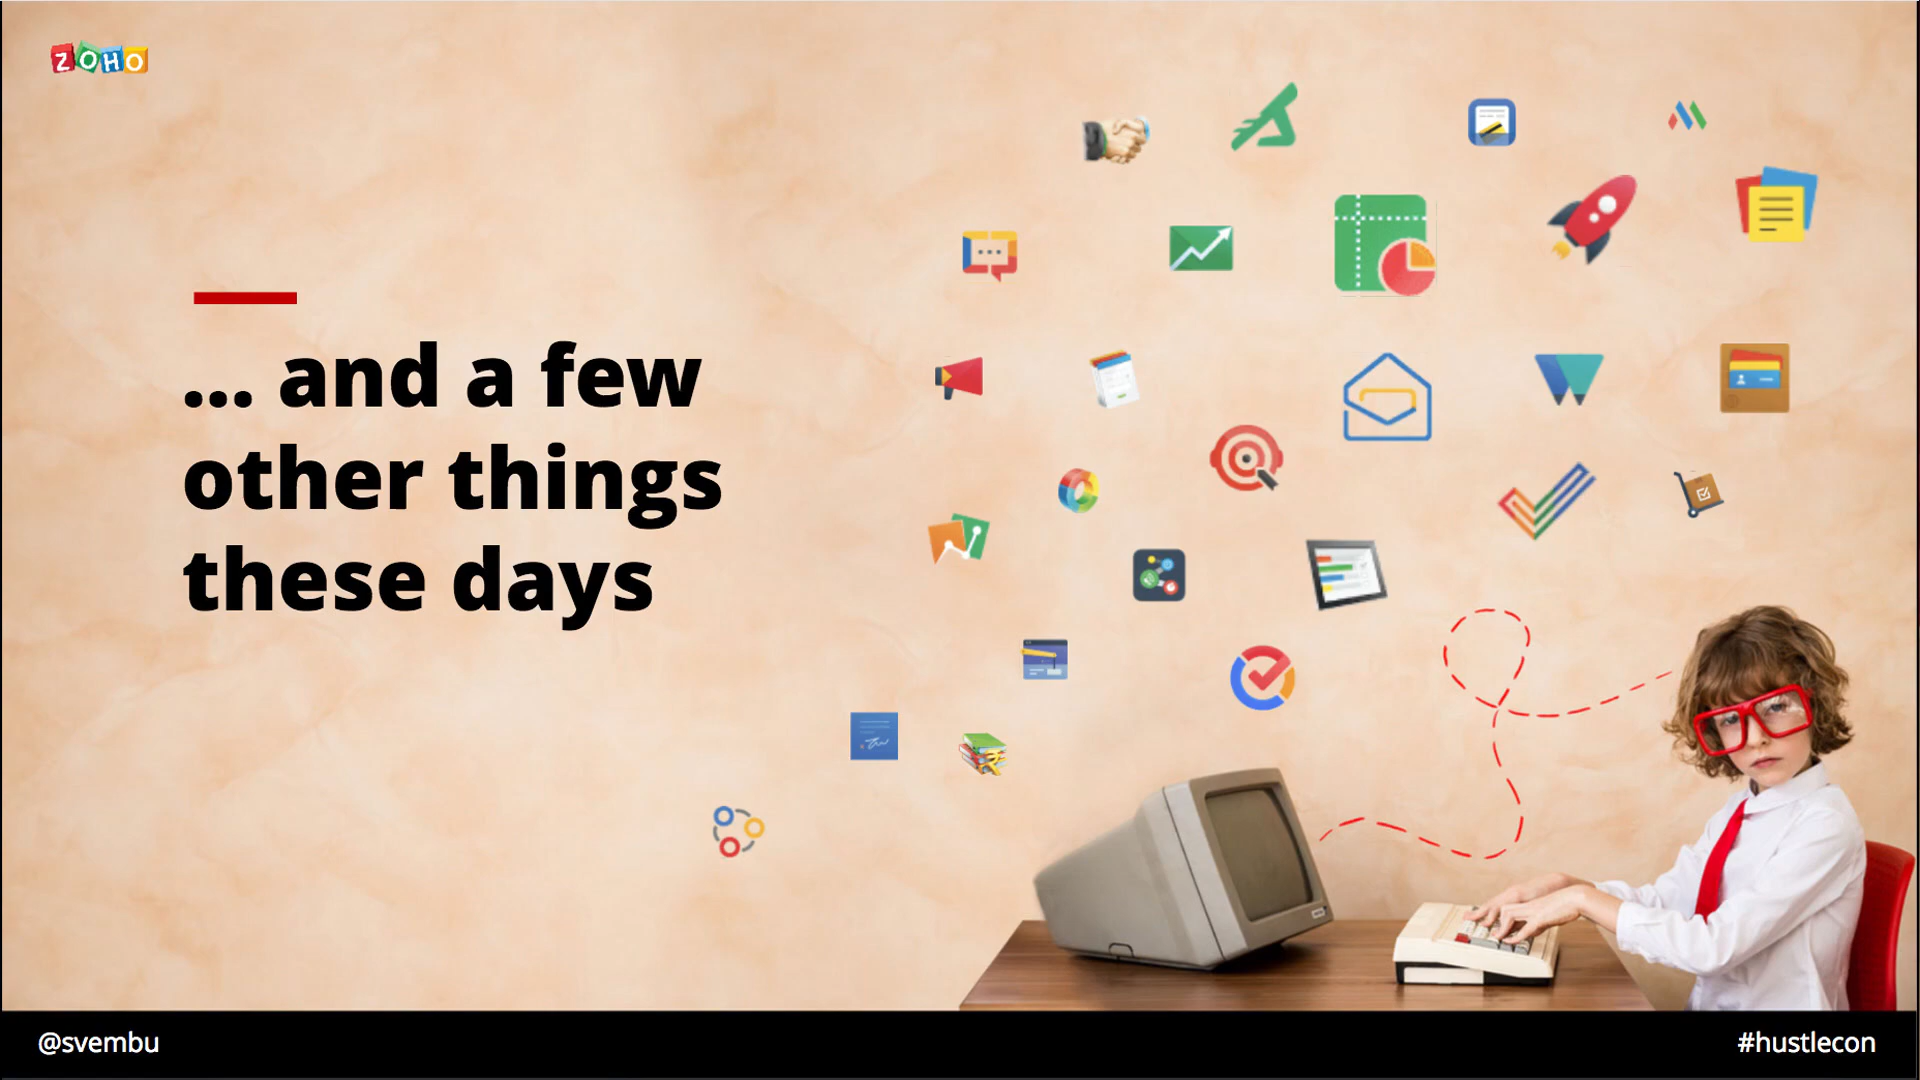 ZOHO
... and a few
other things
these days
@svembu
#hustlecon